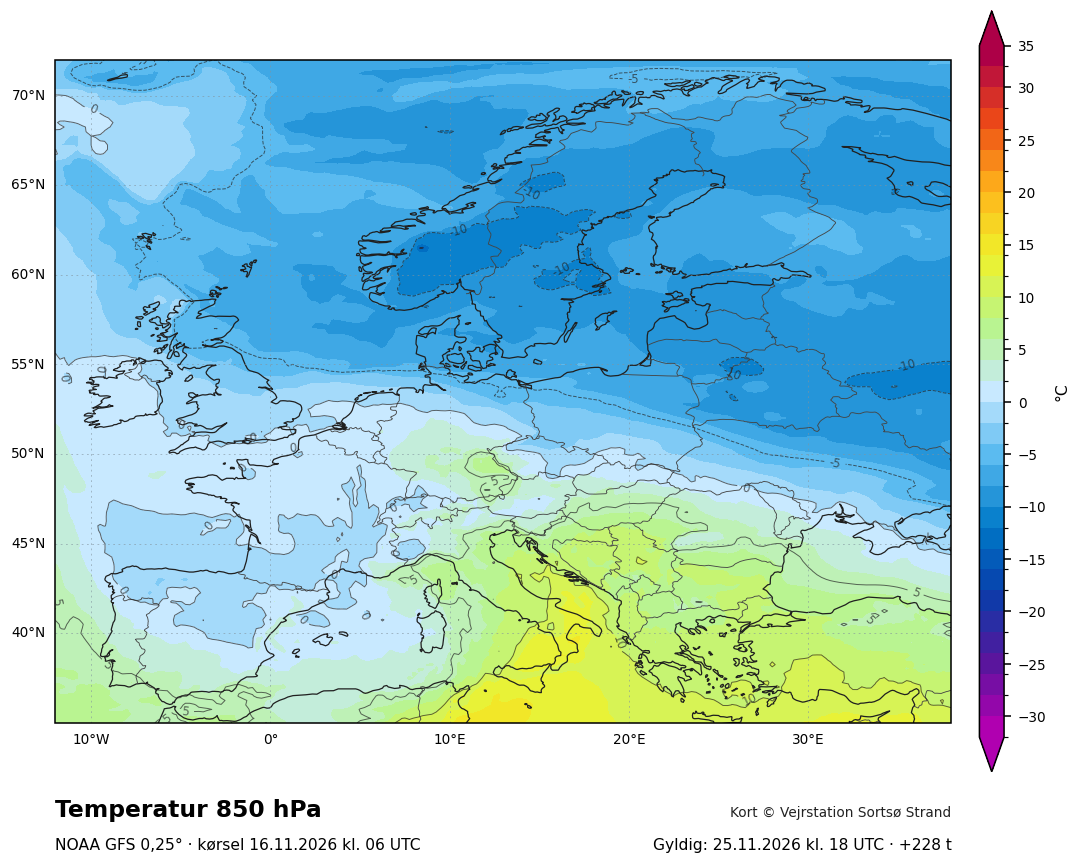 35
30
25
20
15
10
5
0
−5
−10
−15
−20
−25
−30
°C
70°N
65°N
60°N
55°N
50°N
45°N
40°N
10°W
0°
10°E
20°E
30°E
Temperatur 850 hPa
Kort © Vejrstation Sortsø Strand
NOAA GFS 0,25° · kørsel 16.11.2026 kl. 06 UTC
Gyldig: 25.11.2026 kl. 18 UTC · +228 t